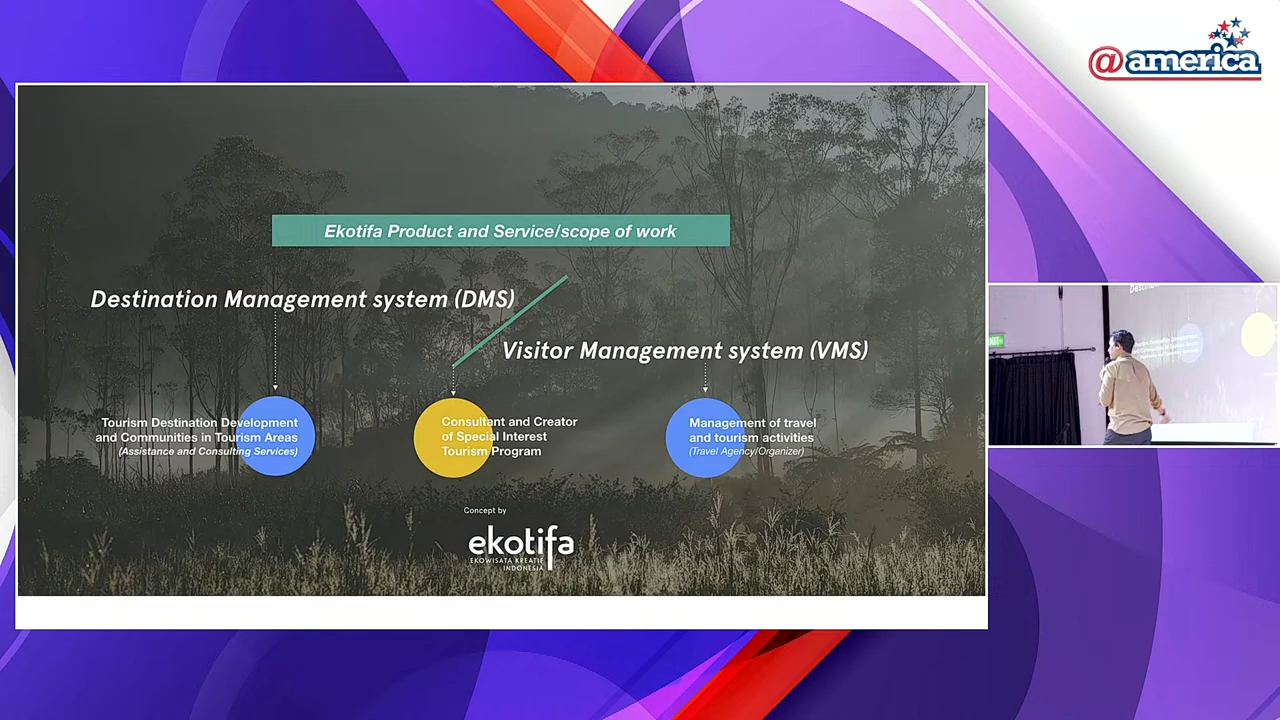 @america
Ekotifa Product and Service/scope of work
Destination Management system (DMS)
Visitor Management system (VMS)
Tourism Destination Development
and Communities in Tourism Areas
(Assistance and Consulting Services)
Consultant and Creator
of Special Interest
Tourism Program
Management of travel
and tourism activities
(Travel Agency/Organizer)
Concept by
ekotifa
EKOWISATA KREATIF
INDONESIA
EXIT